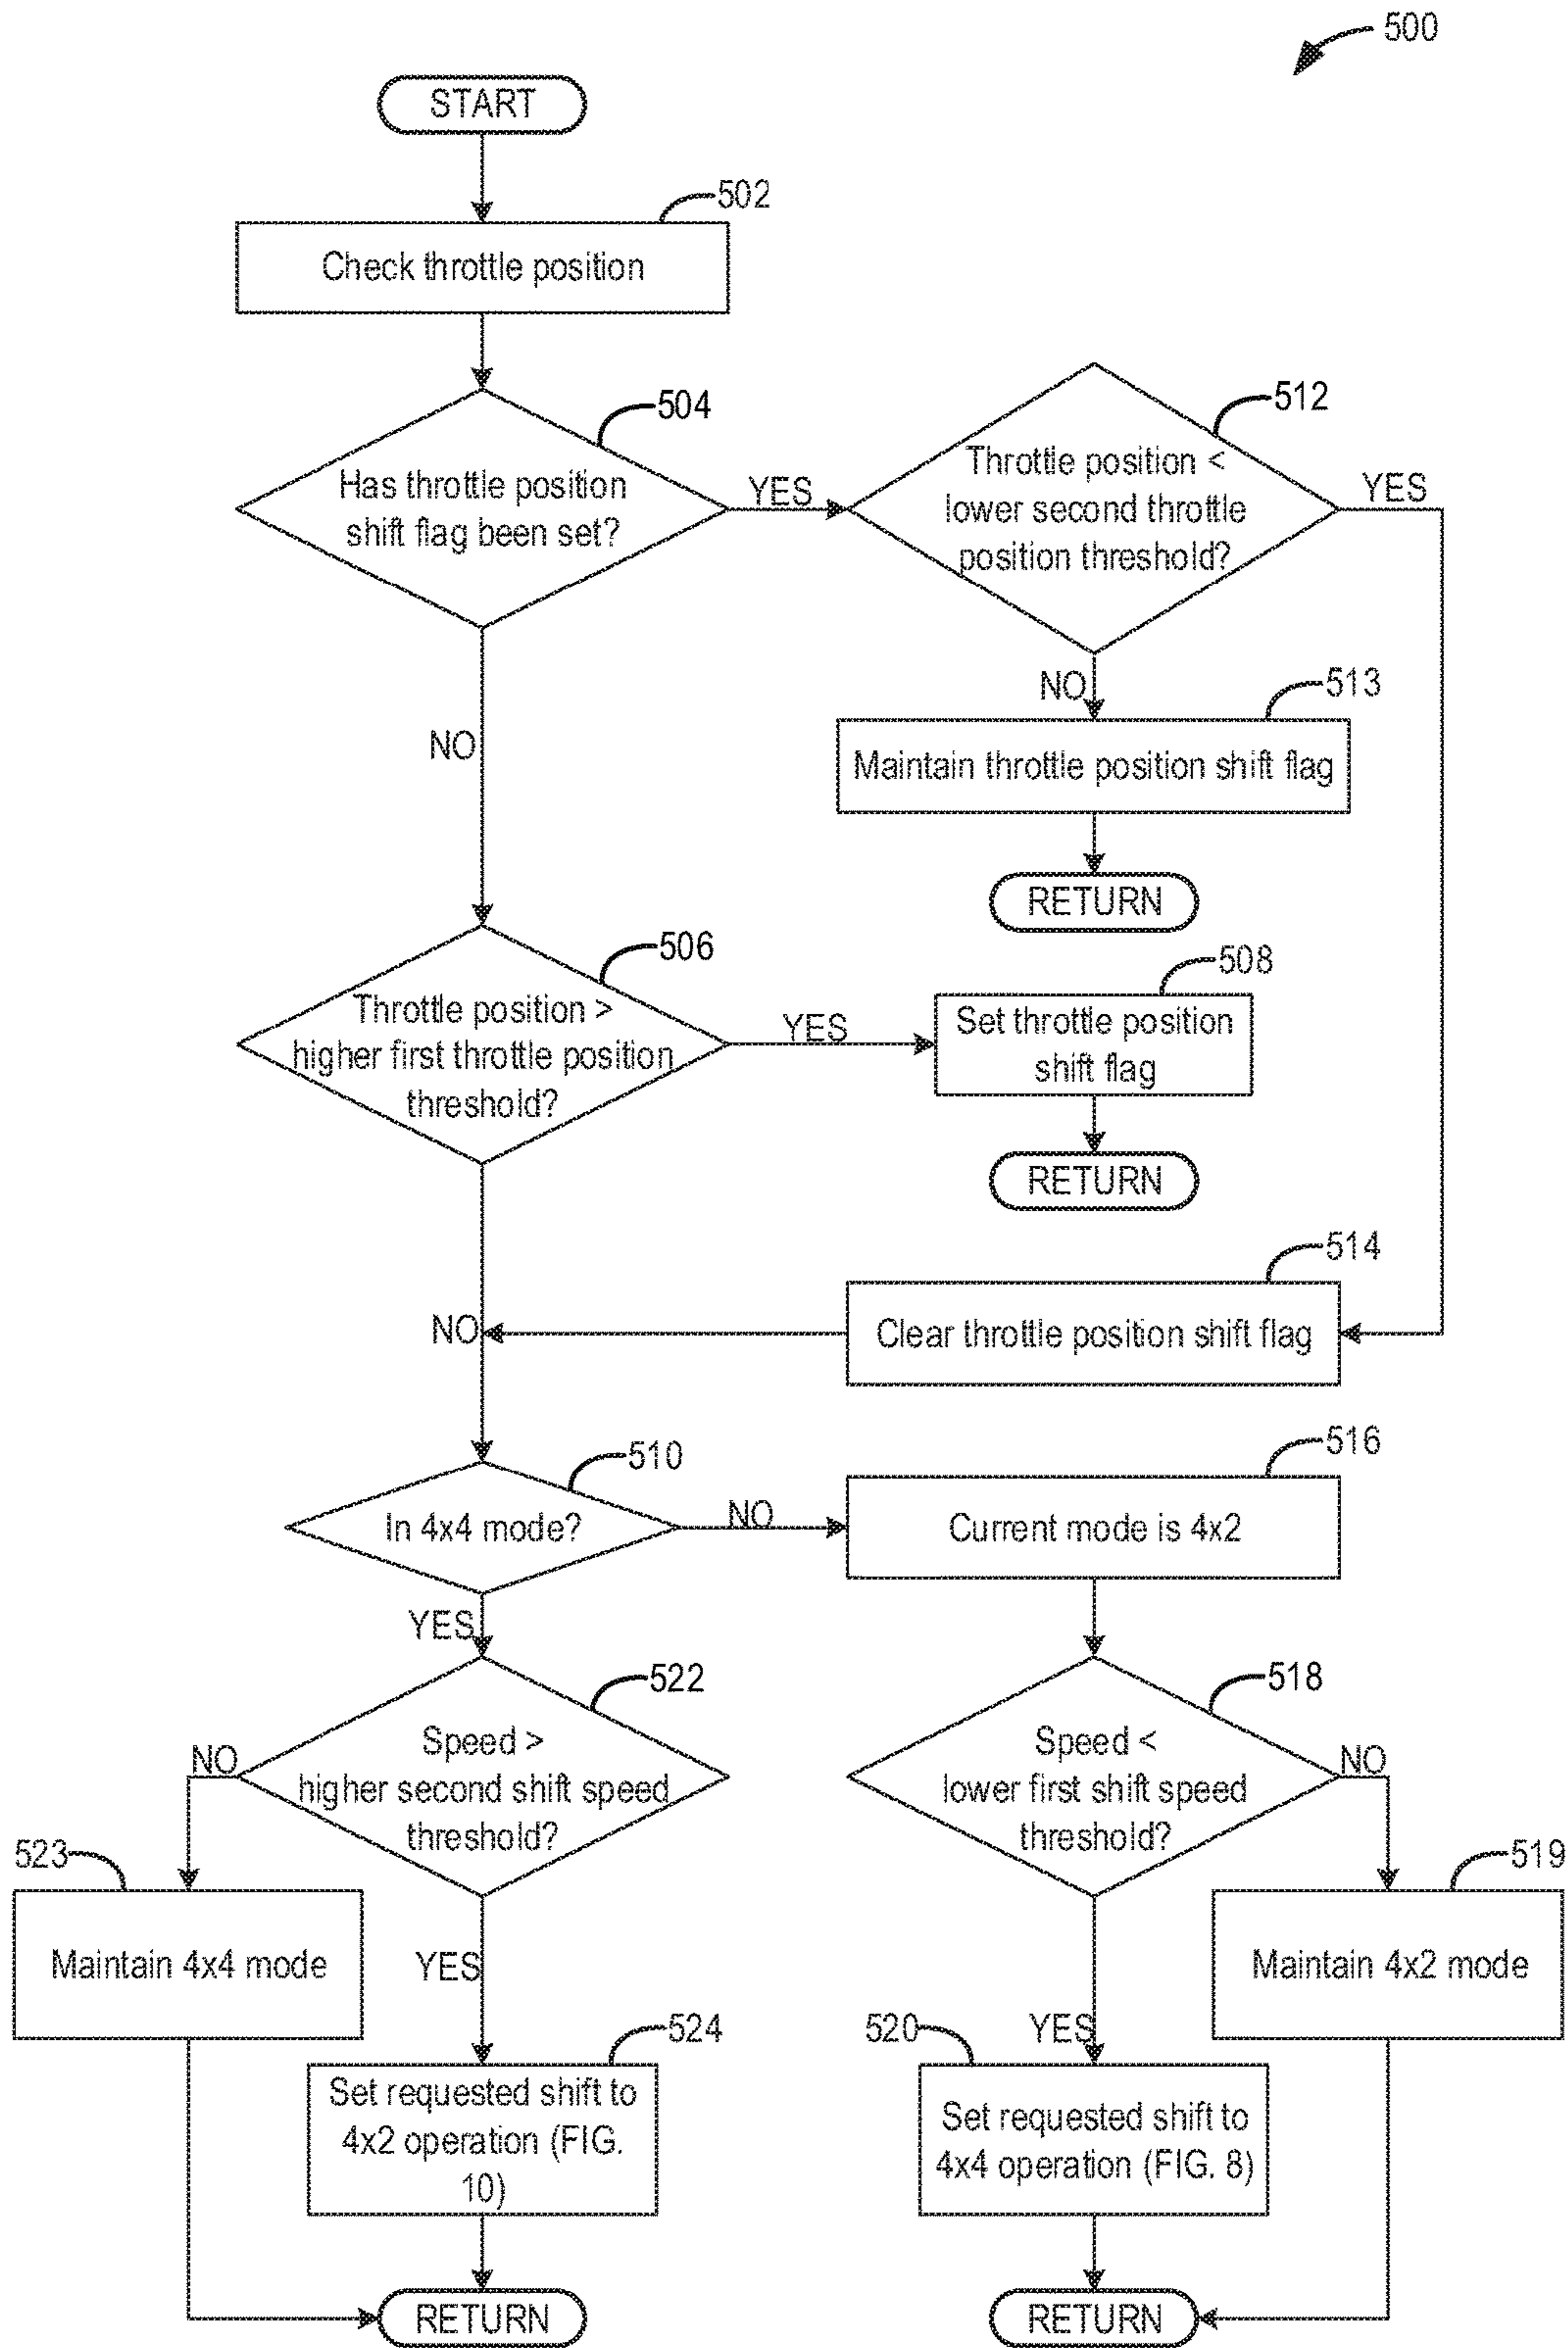 500
START
502
Check throttle position
504
Has throttle position
shift flag been set?
YES
512
Throttle position <
lower second throttle
position threshold?
YES
NO
513
Maintain throttle position shift flag
RETURN
NO
506
Throttle position >
higher first throttle position
threshold?
YES
508
Set throttle position
shift flag
RETURN
514
Clear throttle position shift flag
NO
510
In 4x4 mode?
NO
516
Current mode is 4x2
YES
522
Speed >
higher second shift speed
threshold?
NO
518
Speed <
lower first shift speed
threshold?
NO
523
Maintain 4x4 mode
YES
524
Set requested shift to
4x2 operation (FIG.
10)
RETURN
519
Maintain 4x2 mode
YES
520
Set requested shift to
4x4 operation (FIG. 8)
RETURN